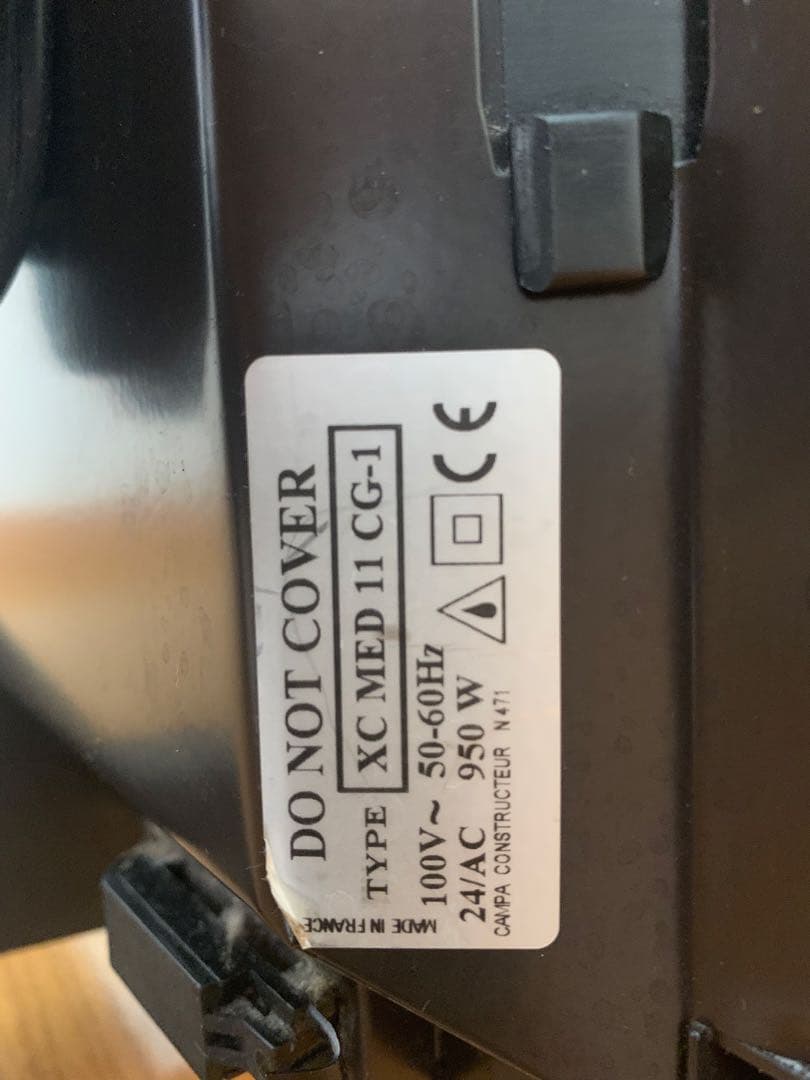 DO NOT COVER
TYPE XC MED 11 CG-1
100V~ 50-60Hz
24/AC 950 W
CAMPA CONSTRUCTEUR N 471
CE
MADE IN FRANCE